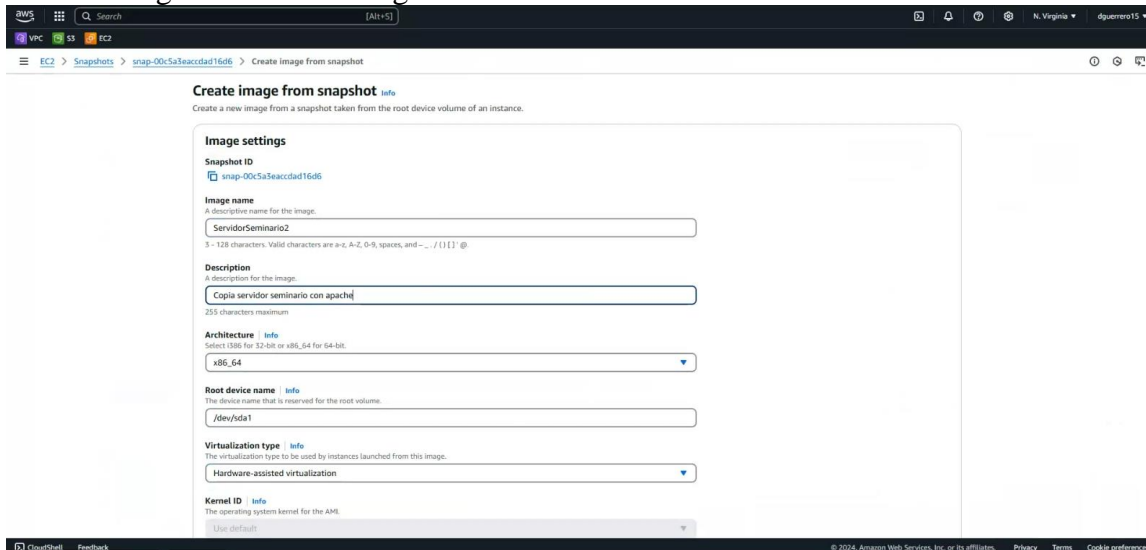 aws Search [Alt+S] N. Virginia dguerrero15
VPC S3 EC2
EC2 > Snapshots > snap-00c5a3eaccdad16d6 > Create image from snapshot
Create image from snapshot Info
Create a new image from a snapshot taken from the root device volume of an instance.
Image settings
Snapshot ID
snap-00c5a3eaccdad16d6
Image name
A descriptive name for the image.
ServidorSeminario2
3 - 128 characters. Valid characters are a-z, A-Z, 0-9, spaces, and - _ . / ( ) [ ] ' @.
Description
A description for the image.
Copia servidor seminario con apache
255 characters maximum
Architecture | Info
Select i386 for 32-bit or x86_64 for 64-bit.
x86_64
Root device name | Info
The device name that is reserved for the root volume.
/dev/sda1
Virtualization type | Info
The virtualization type to be used by instances launched from this image.
Hardware-assisted virtualization
Kernel ID | Info
The operating system kernel for the AMI.
Use default
CloudShell Feedback © 2024, Amazon Web Services, Inc. or its affiliates. Privacy Terms Cookie preference